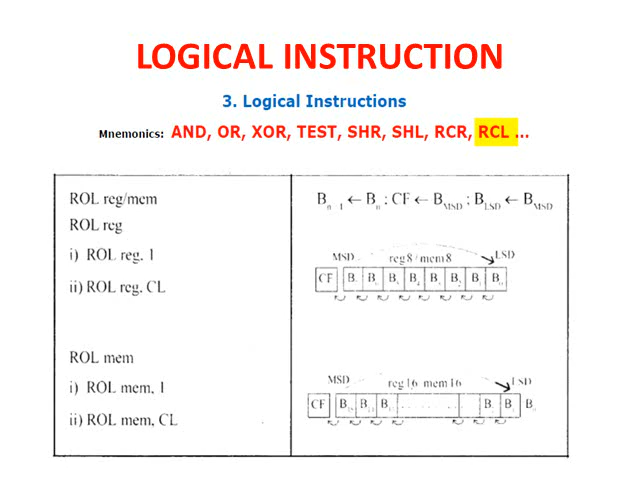 LOGICAL INSTRUCTION
3. Logical Instructions
Mnemonics: AND, OR, XOR, TEST, SHR, SHL, RCR, RCL ...
ROL reg/mem
ROL reg
i) ROL reg, 1
ii) ROL reg, CL
B ← Bn ; CF ← BMSD ; BLSD ← BMSD
MSD reg8/mem8 LSD
CF
ROL mem
i) ROL mem, 1
ii) ROL mem, CL
MSD reg16 mem16 LSD
CF